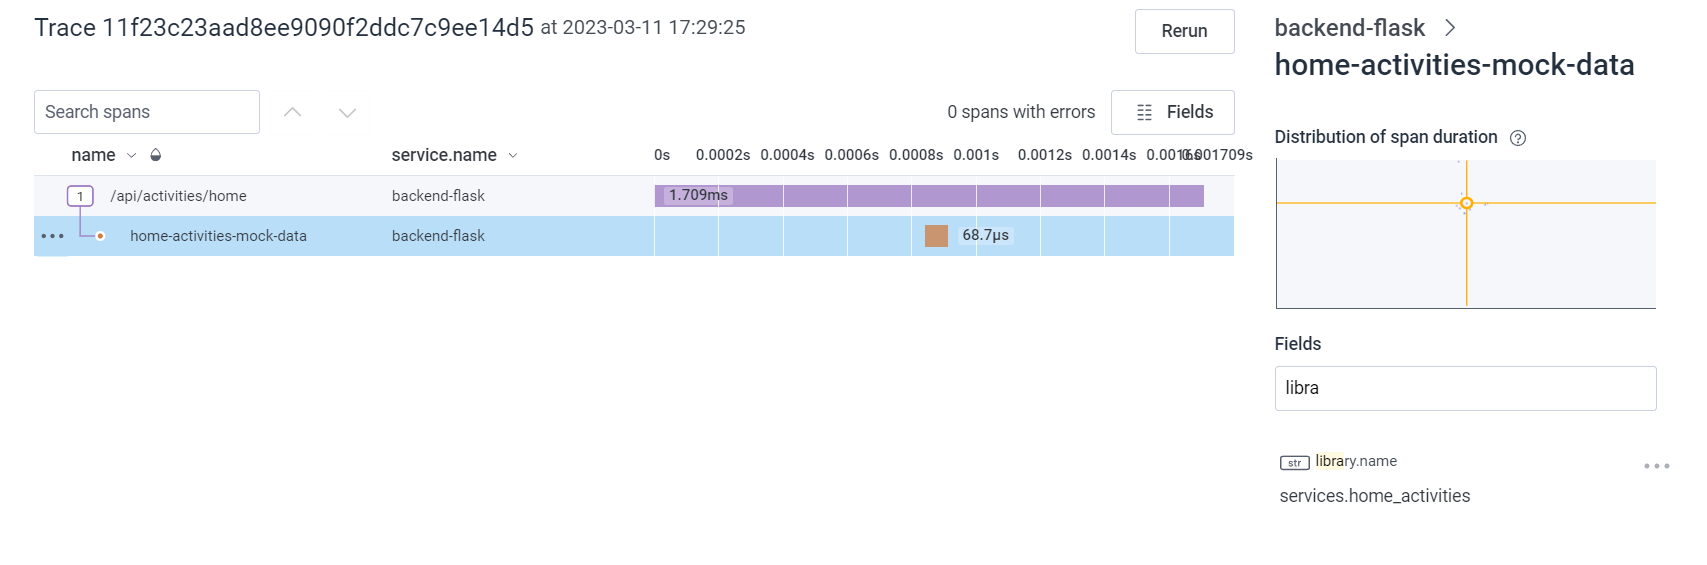 Trace 11f23c23aad8ee9090f2ddc7c9ee14d5 at 2023-03-11 17:29:25
Rerun
Search spans
0 spans with errors
Fields
name service.name 0s 0.0002s 0.0004s 0.0006s 0.0008s 0.001s 0.0012s 0.0014s 0.0016s 0.001709s
1 /api/activities/home backend-flask 1.709ms
home-activities-mock-data backend-flask 68.7µs
backend-flask
home-activities-mock-data
Distribution of span duration ?
Fields
libra
str library.name
services.home_activities